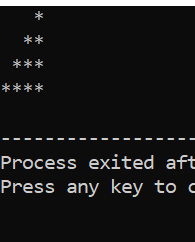 *
  **
 ***
****
-----------------
Process exited aft
Press any key to c